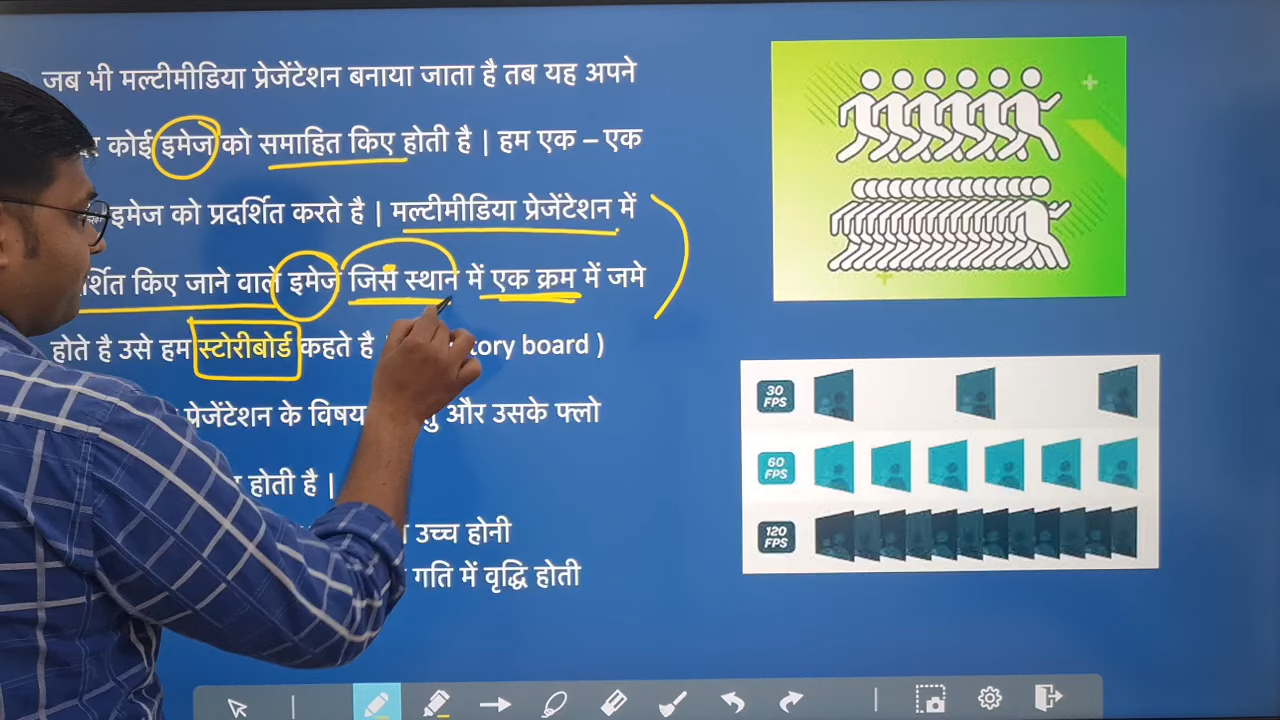 जब भी मल्टीमीडिया प्रेजेंटेशन बनाया जाता है तब यह अपने
कोई इमेज को समाहित किए होती है | हम एक – एक
इमेज को प्रदर्शित करते है | मल्टीमीडिया प्रेजेंटेशन में
किए जाने वाले इमेज जिस स्थान में एक क्रम में जमे
होते है उसे हम स्टोरीबोर्ड कहते है board )
प्रेजेंटेशन के विषय और उसके फ्लो
होती है |
उच्च होनी
गति में वृद्धि होती
30 FPS
60 FPS
120 FPS